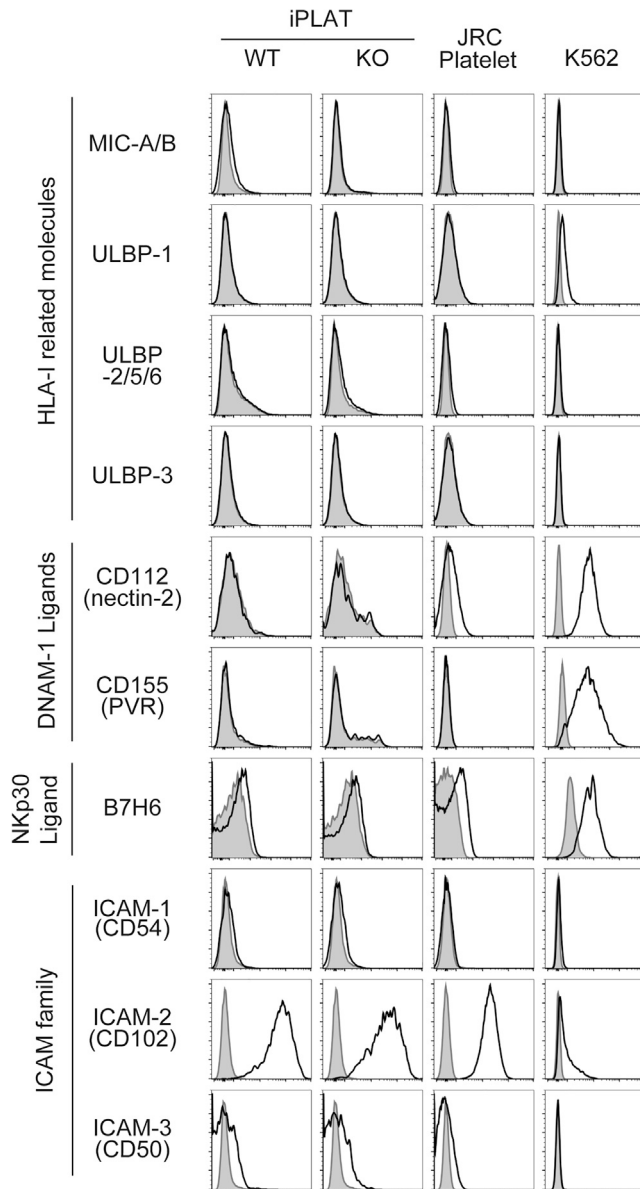 iPLAT
WT
KO
JRC
Platelet
K562
HLA-I related molecules
MIC-A/B
ULBP-1
ULBP
-2/5/6
ULBP-3
DNAM-1 Ligands
CD112
(nectin-2)
CD155
(PVR)
NKp30
Ligand
B7H6
ICAM family
ICAM-1
(CD54)
ICAM-2
(CD102)
ICAM-3
(CD50)